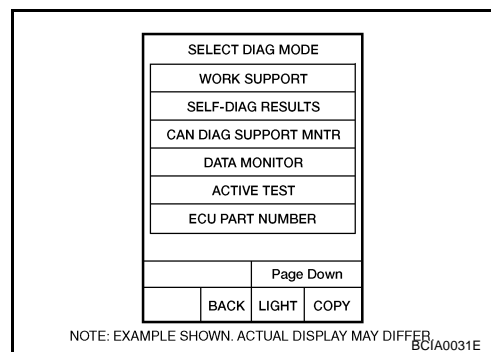 SELECT DIAG MODE
WORK SUPPORT
SELF-DIAG RESULTS
CAN DIAG SUPPORT MNTR
DATA MONITOR
ACTIVE TEST
ECU PART NUMBER
Page Down
BACK LIGHT COPY
NOTE: EXAMPLE SHOWN. ACTUAL DISPLAY MAY DIFFER.
BCIA0031E